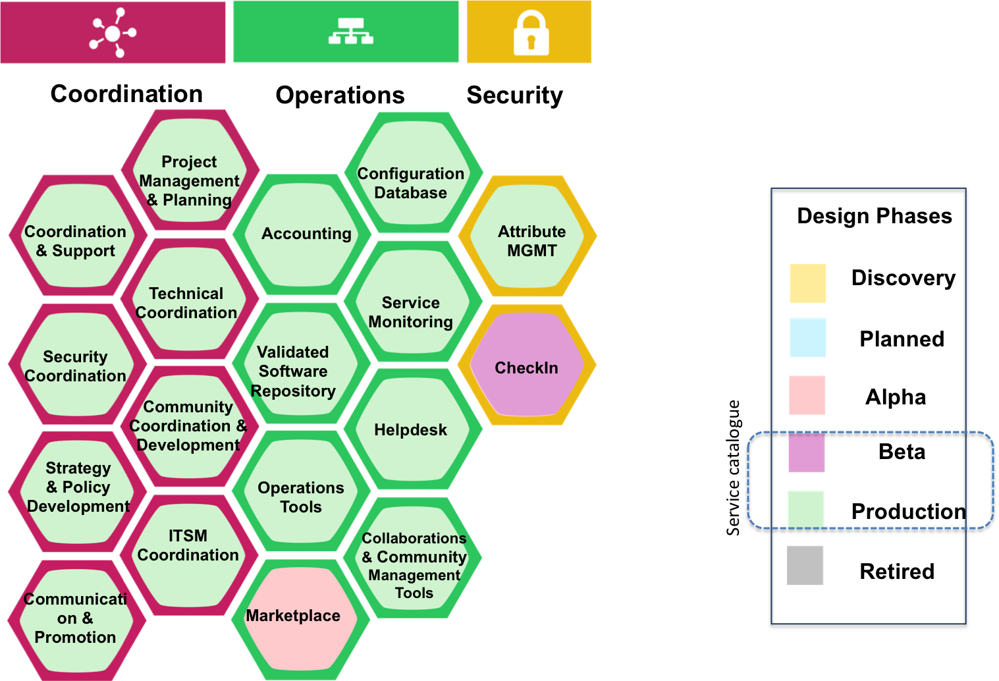 Coordination
Operations
Security
Project
Management
& Planning
Configuration
Database
Coordination
& Support
Accounting
Attribute
MGMT
Technical
Coordination
Service
Monitoring
Security
Coordination
Validated
Software
Repository
CheckIn
Community
Coordination &
Development
Helpdesk
Strategy
& Policy
Development
Operations
Tools
ITSM
Coordination
Collaborations
& Community
Management
Tools
Communicati
on &
Promotion
Marketplace
Design Phases
Discovery
Planned
Alpha
Beta
Production
Retired
Service catalogue